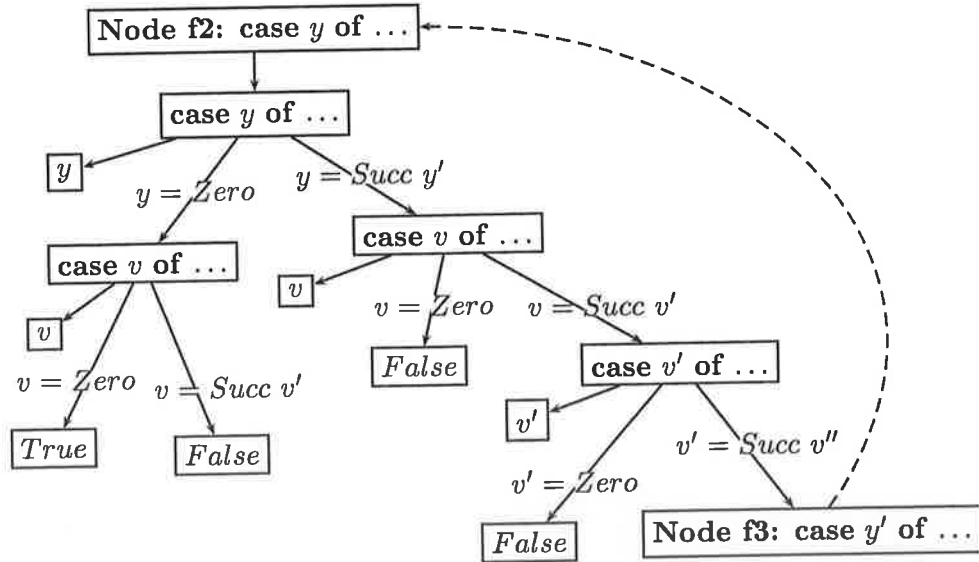 Node f2: case y of ...
case y of ...
y
y = Zero
y = Succ y′
case v of ...
case v of ...
v
v = Zero
v = Succ v′
v
False
case v′ of ...
v = Zero
v = Succ v′
v′
v′ = Succ v″
True
False
v′ = Zero
False
Node f3: case y′ of ...